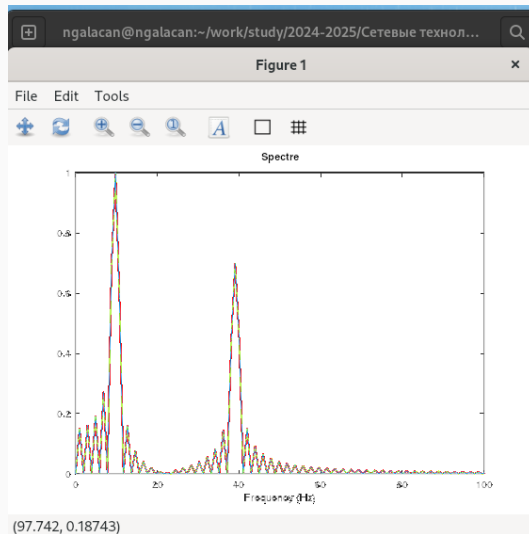 ngalacan@ngalacan:~/work/study/2024-2025/Сетевые технол...
Figure 1
×
File Edit Tools
A
Spectre
1
0.8
0.6
0.4
0.2
0
0 20 40 60 80 100
Frequency (Hz)
(97.742, 0.18743)